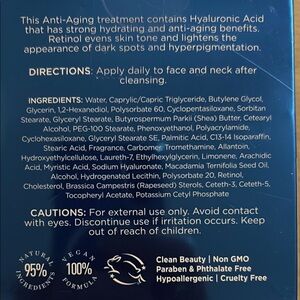 This Anti-Aging treatment contains Hyaluronic Acid
that has strong hydrating and anti-aging benefits.
Retinol evens skin tone and lightens the
appearance of dark spots and hyperpigmentation.
DIRECTIONS: Apply daily to face and neck after
cleansing.
INGREDIENTS: Water, Caprylic/Capric Triglyceride, Butylene Glycol,
Glycerin, 1,2-Hexanediol, Polysorbate 60, Cyclopentasiloxane, Sorbitan
Stearate, Glyceryl Stearate, Butyrospermum Parkii (Shea) Butter, Cetearyl
Alcohol, PEG-100 Stearate, Phenoxyethanol, Polyacrylamide,
Cyclohexasiloxane, Glyceryl Stearate SE, Palmitic Acid, C13-14 Isoparaffin,
Stearic Acid, Fragrance, Carbomer, Tromethamine, Allantoin,
Hydroxyethylcellulose, Laureth-7, Ethylhexylglycerin, Limonene, Arachidic
Acid, Myristic Acid, Sodium Hyaluronate, Macadamia Ternifolia Seed Oil,
Alcohol, Hydrogenated Lecithin, Polysorbate 20, Retinol,
Cholesterol, Brassica Campestris (Rapeseed) Sterols, Ceteth-3, Ceteth-5,
Tocopheryl Acetate, Potassium Cetyl Phosphate
CAUTIONS: For external use only. Avoid contact
with eyes. Discontinue use if irritation occurs. Keep
out of reach of children.
NATURAL
95%
INGREDIENTS
VEGAN
100%
FORMULA
Clean Beauty | Non GMO
Paraben & Phthalate Free
Hypoallergenic | Cruelty Free